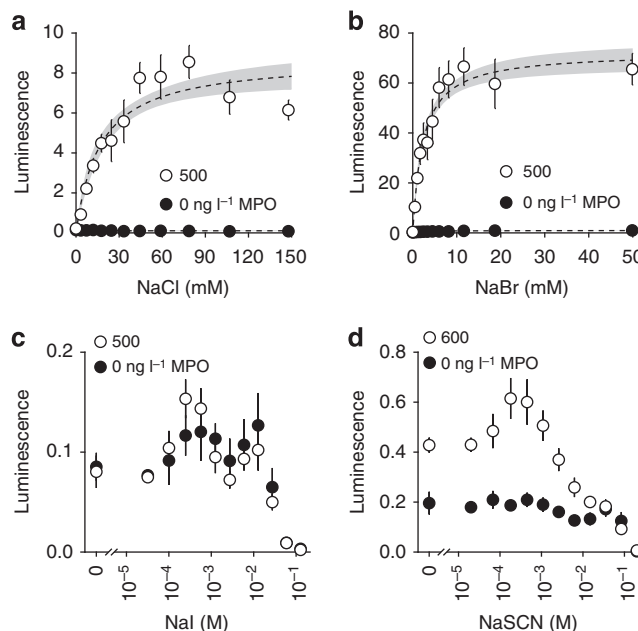 a
Luminescence
10
8
6
4
2
0
500
0 ng l⁻¹ MPO
0 30 60 90 120 150
NaCl (mM)
b
Luminescence
100
80
60
40
20
0
500
0 ng l⁻¹ MPO
0 10 20 30 40 50
NaBr (mM)
c
Luminescence
0.2
0.1
0.0
500
0 ng l⁻¹ MPO
0 10⁻⁵ 10⁻⁴ 10⁻³ 10⁻² 10⁻¹
NaI (M)
d
Luminescence
0.8
0.6
0.4
0.2
0.0
600
0 ng l⁻¹ MPO
0 10⁻⁵ 10⁻⁴ 10⁻³ 10⁻² 10⁻¹
NaSCN (M)